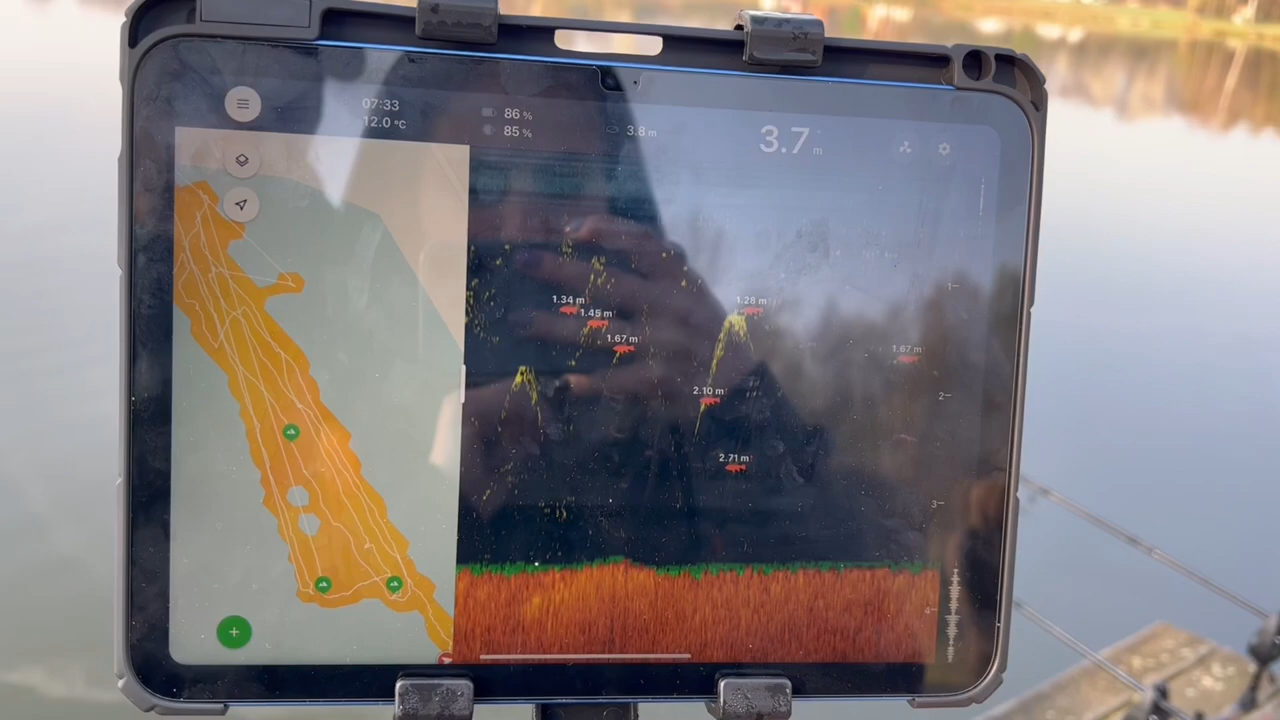 07:33
12.0 °C
86 %
85 %
3.8 m
3.7 m
1.34 m
1.45 m
1.67 m
1.28 m
1.67 m
2.10 m
2.71 m
1
2
3
4